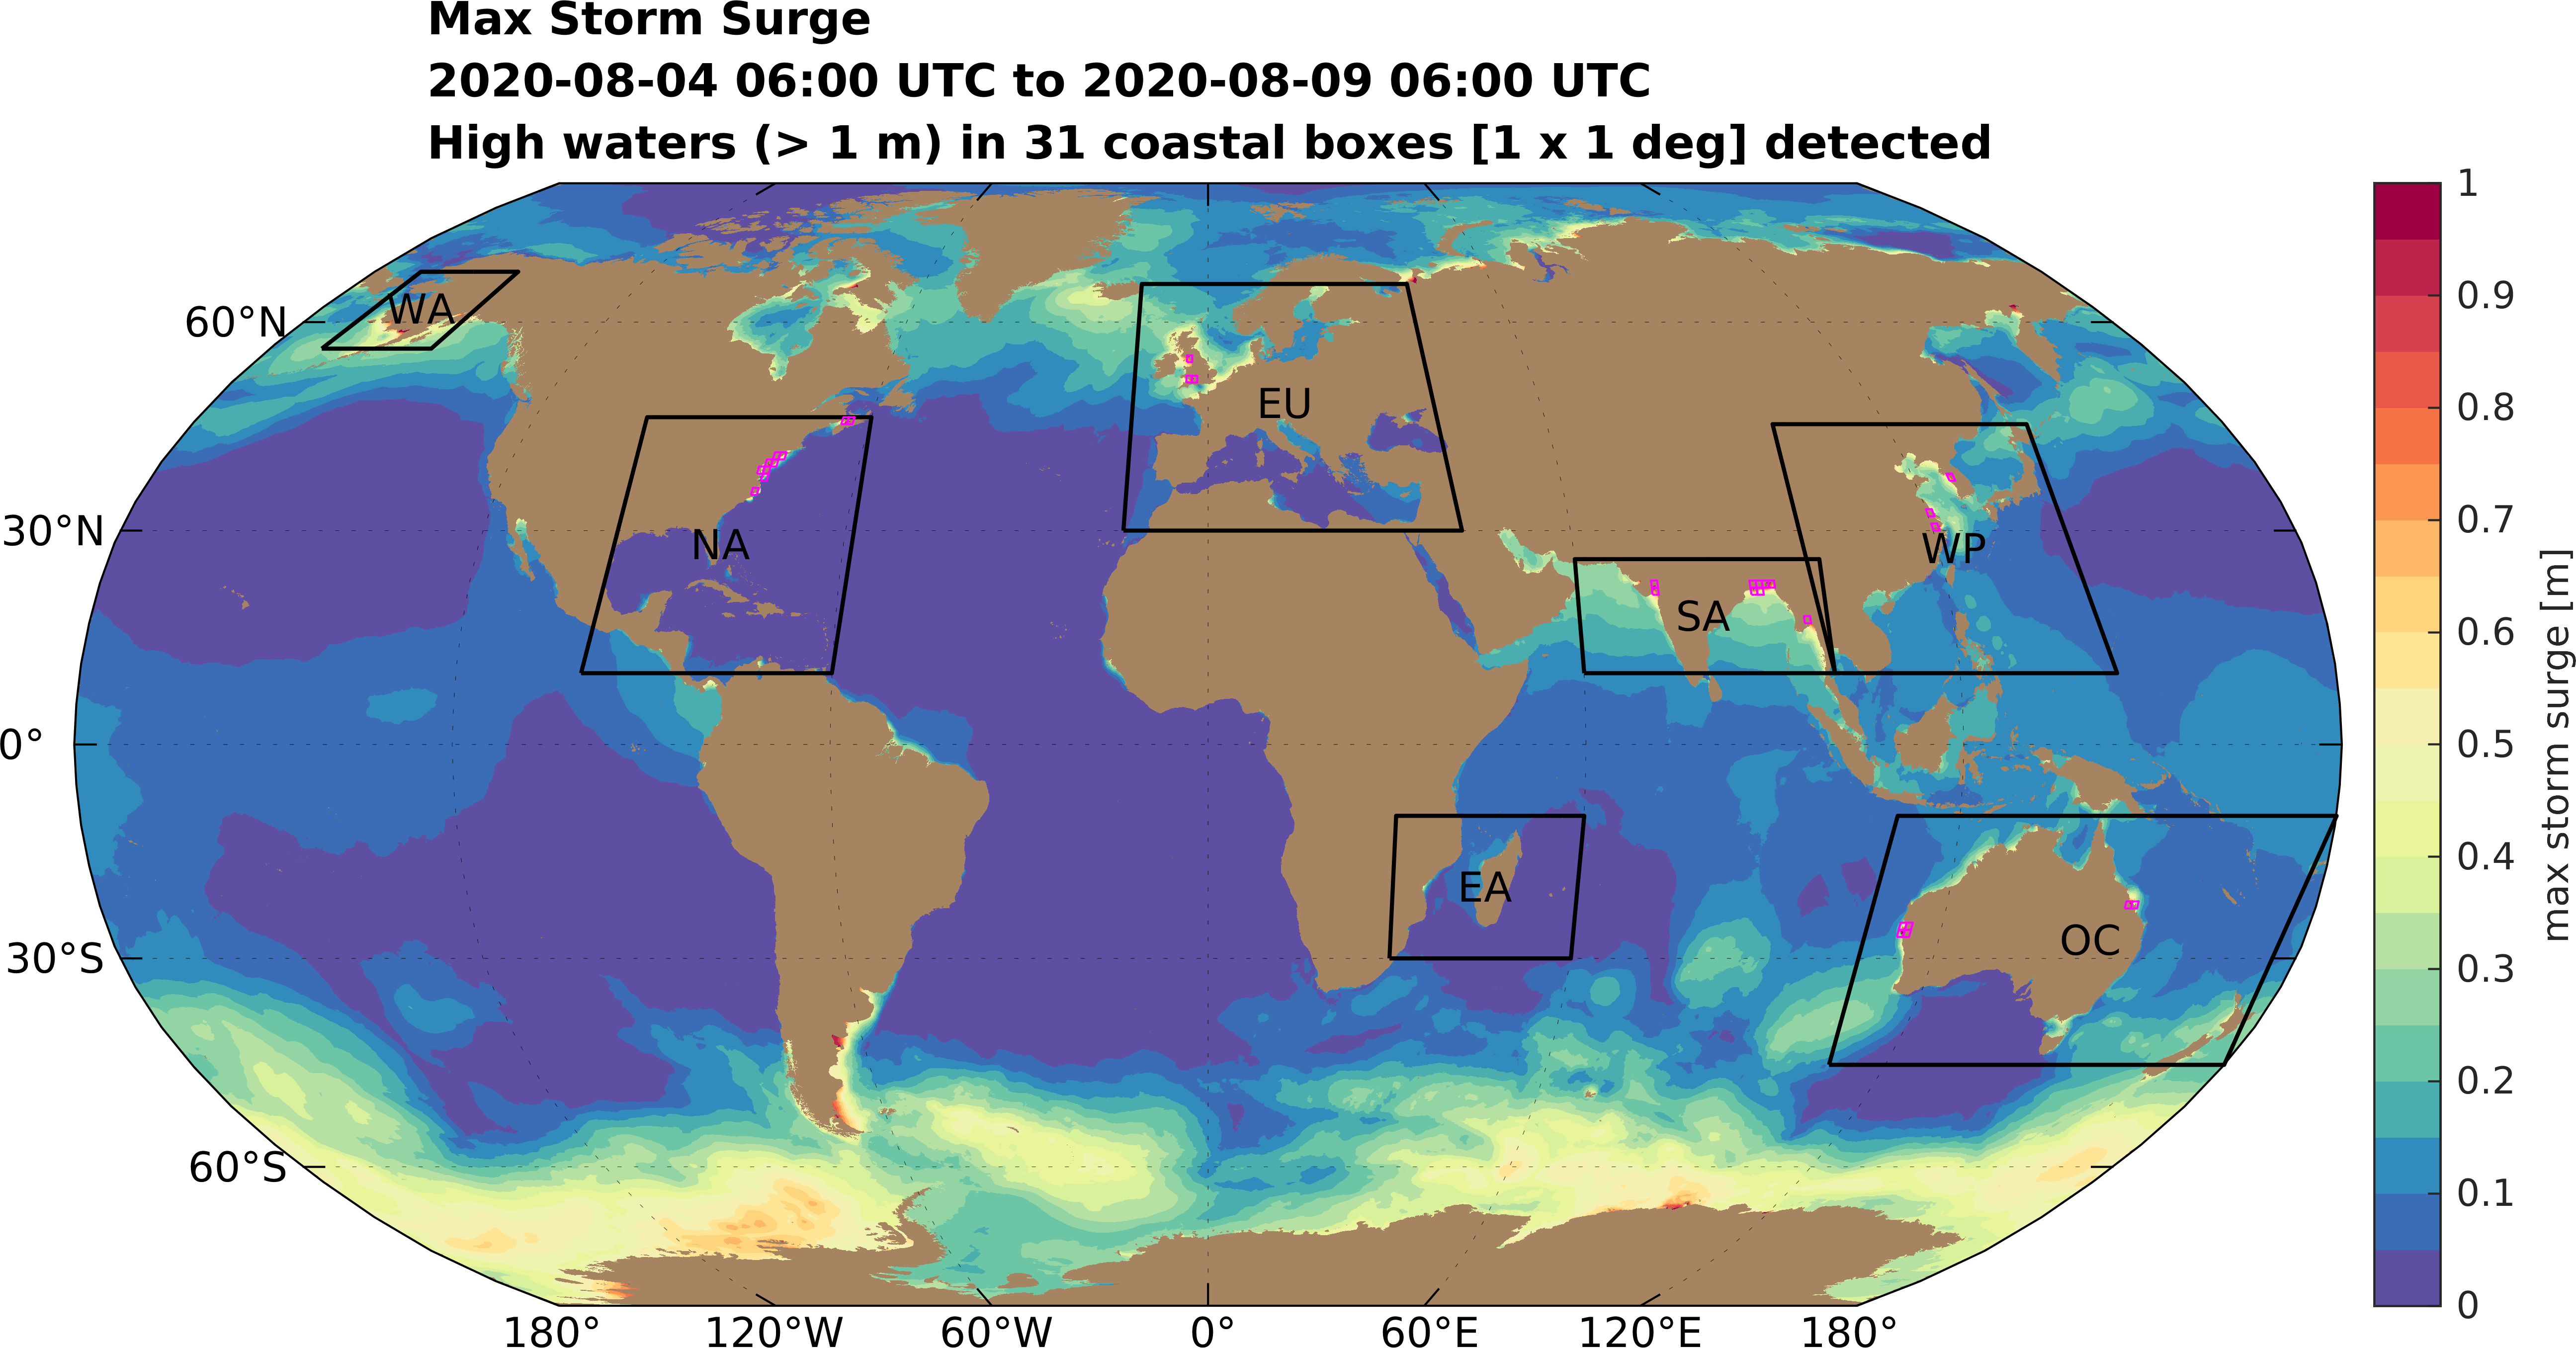 Max Storm Surge
2020-08-04 06:00 UTC to 2020-08-09 06:00 UTC
High waters (> 1 m) in 31 coastal boxes [1 x 1 deg] detected
60°N
30°N
0°
30°S
60°S
WA
NA
EU
SA
WP
EA
OC
180°
120°W
60°W
0°
60°E
120°E
180°
1
0.9
0.8
0.7
0.6
0.5
0.4
0.3
0.2
0.1
0
max storm surge [m]